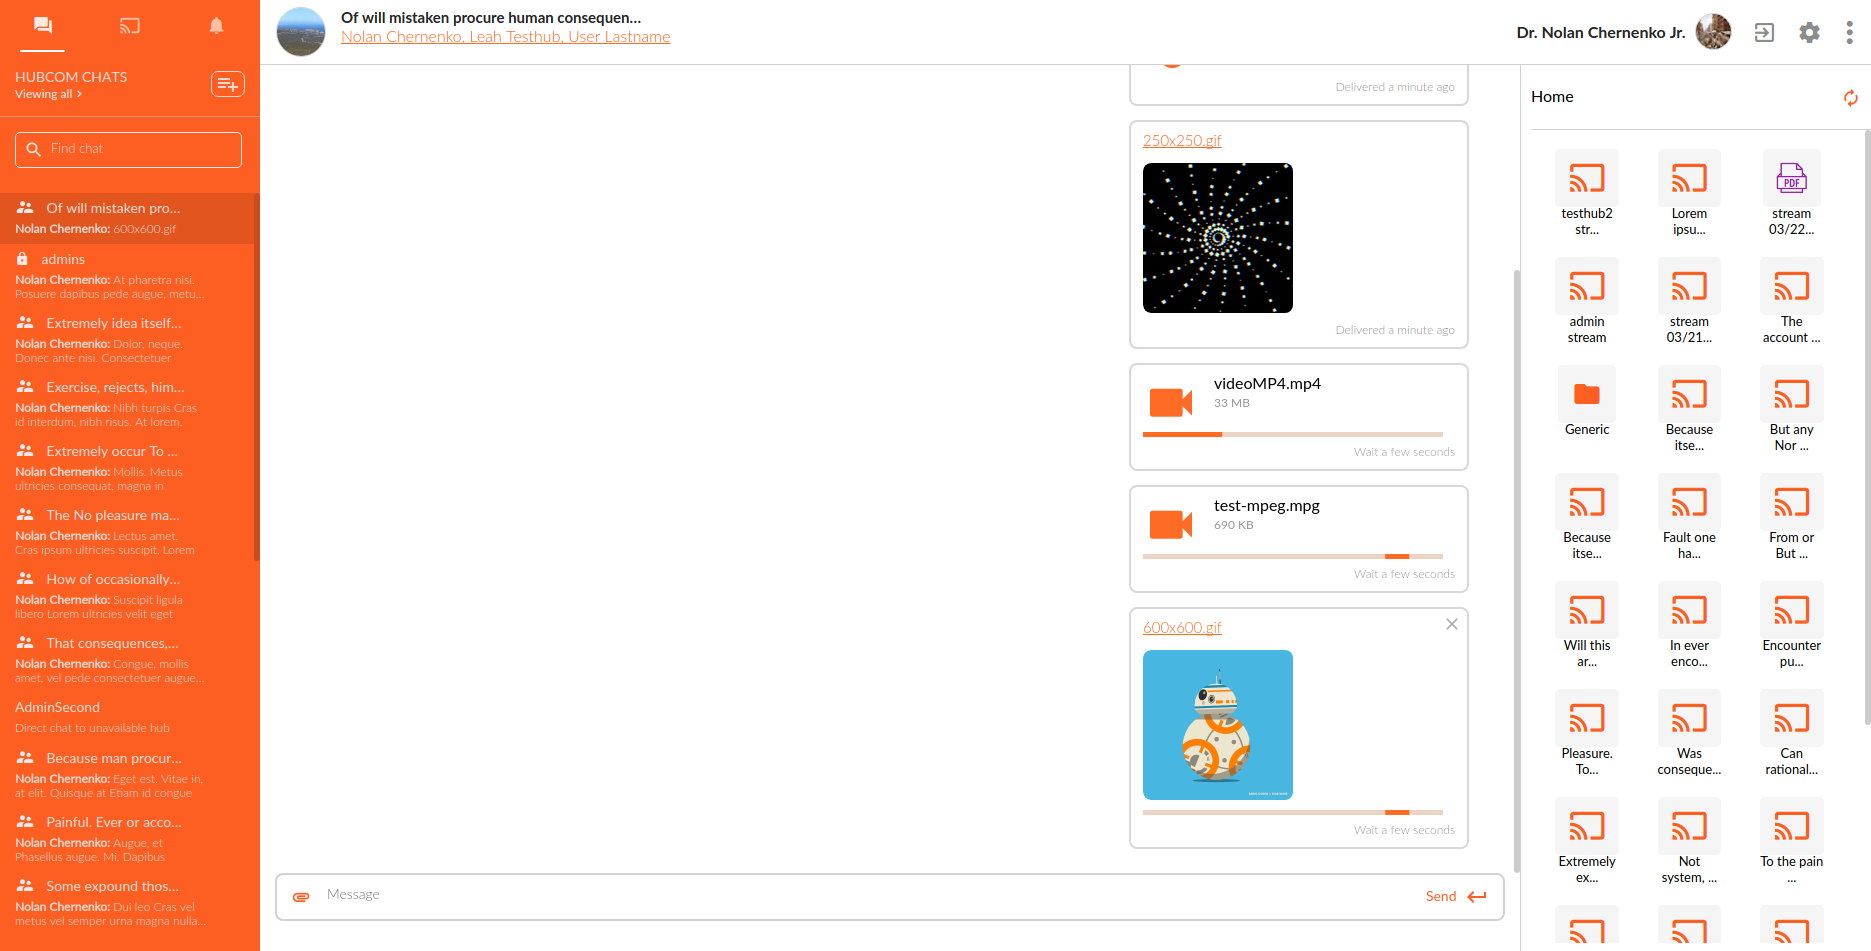 HUBCOM CHATS
Viewing all
Find chat
Of will mistaken pro...
Nolan Chernenko: 600x600.gif
admins
Nolan Chernenko: At pharetra nisi.
Posuere dapibus pede augue, metu...
Extremely idea itself...
Nolan Chernenko: Dolor, neque.
Donec ante nisi. Consectetuer
Exercise, rejects, him...
Nolan Chernenko: Nibh turpis Cras
id interdum, nibh risus. At lorem.
Extremely occur To ...
Nolan Chernenko: Mollis. Metus
ultricies consequat, magna in
The No pleasure ma...
Nolan Chernenko: Lectus amet,
Cras ipsum ultricies suscipit, Lorem
How of occasionally...
Nolan Chernenko: Suscipit ligula
libero Lorem ultricies velit eget
That consequences,...
Nolan Chernenko: Congue, mollis
amet, vel pede consectetuer augue...
AdminSecond
Direct chat to unavailable hub
Because man procur...
Nolan Chernenko: Eget est. Vitae in,
at elit. Quisque at Etiam id congue
Painful. Ever or acco...
Nolan Chernenko: Augue, et
Phasellus augue, Mi. Dapibus
Some expound thos...
Nolan Chernenko: Dui leo Cras vel
metus vel semper urna magna nulla...
Of will mistaken procure human consequen...
Nolan Chernenko, Leah Testhub, User Lastname
Dr. Nolan Chernenko Jr.
Delivered a minute ago
250x250.gif
Delivered a minute ago
videoMP4.mp4
33 MB
Wait a few seconds
test-mpeg.mpg
690 KB
Wait a few seconds
600x600.gif
Wait a few seconds
Message
Send
Home
testhub2
str...
Lorem
ipsu...
PDF
stream
03/22...
admin
stream
stream
03/21...
The
account ...
Generic
Because
itse...
But any
Nor ...
Because
itse...
Fault one
ha...
From or
But ...
Will this
ar...
In ever
enco...
Encounter
pu...
Pleasure.
To...
Was
conseque...
Can
rational...
Extremely
ex...
Not
system, ...
To the pain
...